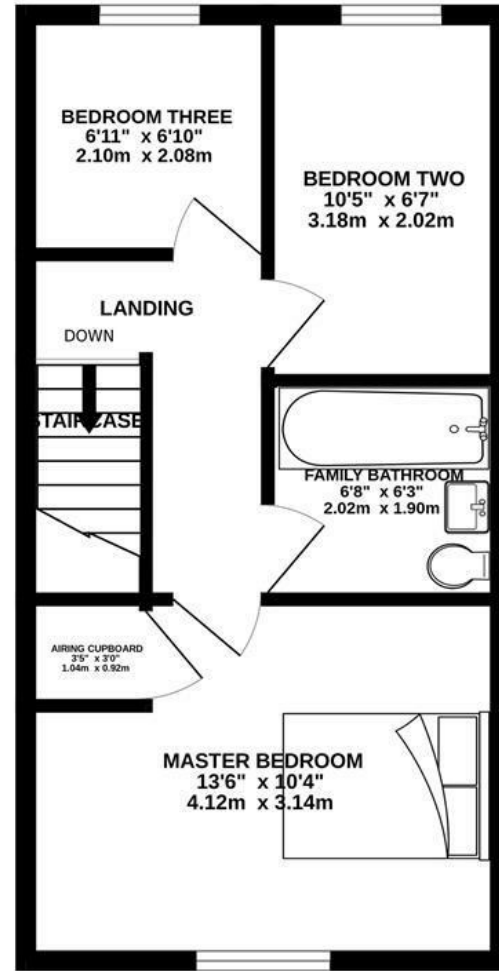 BEDROOM THREE
6'11" x 6'10"
2.10m x 2.08m
BEDROOM TWO
10'5" x 6'7"
3.18m x 2.02m
LANDING
DOWN
STAIRCASE
FAMILY BATHROOM
6'8" x 6'3"
2.02m x 1.90m
AIRING CUPBOARD
3'5" x 3'0"
1.04m x 0.92m
MASTER BEDROOM
13'6" x 10'4"
4.12m x 3.14m